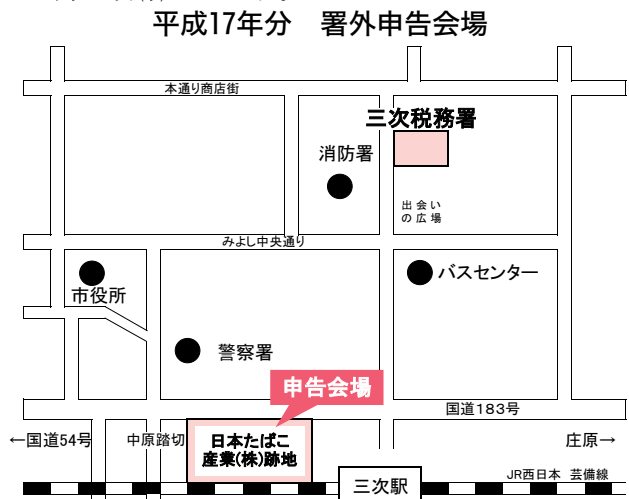 平成17年分　署外申告会場
本通り商店街
三次税務署
消防署
出会い
の広場
みよし中央通り
バスセンター
市役所
警察署
申告会場
国道183号
←国道54号
中原踏切
日本たばこ
産業(株)跡地
庄原→
JR西日本 芸備線
三次駅